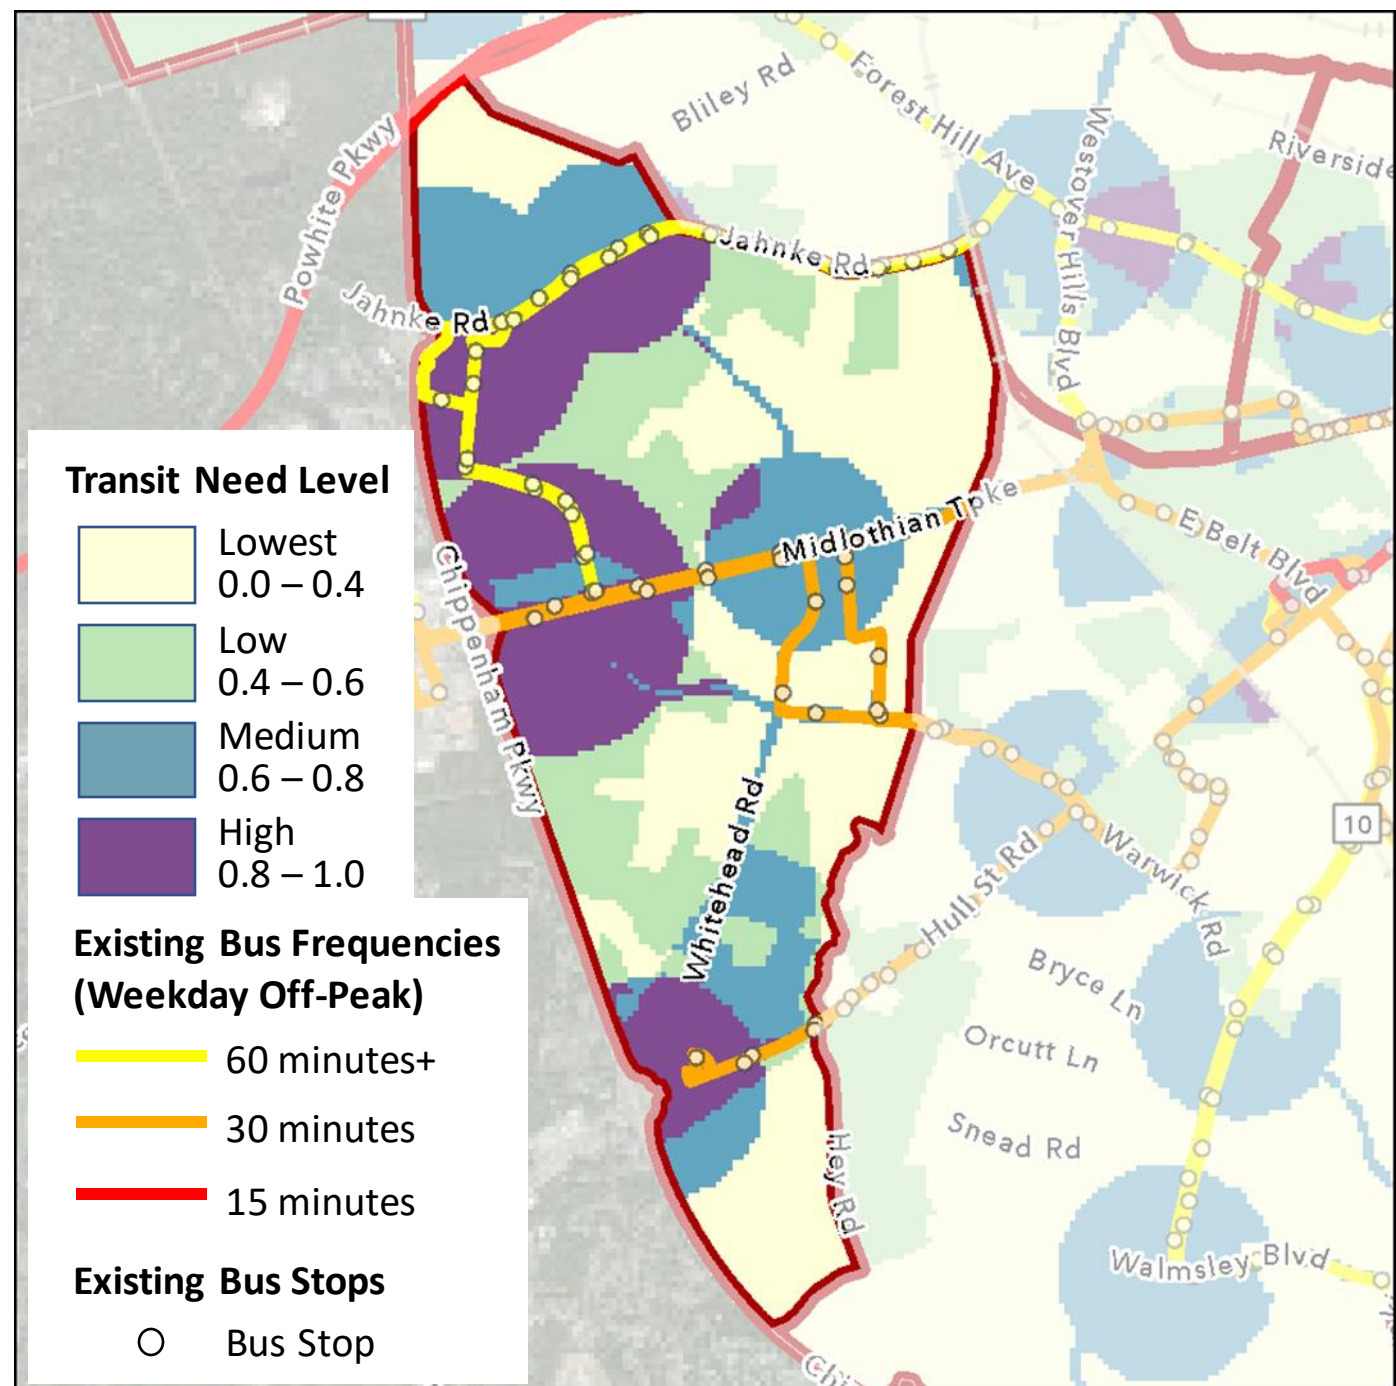 Bliley Rd
Forest Hill Ave
Westover Hills Blvd
Riverside
Powhite Pkwy
Jahnke Rd
Jahnke Rd
Midlothian Tpke
E Belt Blvd
Chippenham Pkwy
Whitehead Rd
Hull St Rd
Warwick Rd
10
Bryce Ln
Orcutt Ln
Snead Rd
Hey Rd
Walmsley Blvd
Chi
Transit Need Level
Lowest
0.0 – 0.4
Low
0.4 – 0.6
Medium
0.6 – 0.8
High
0.8 – 1.0
Existing Bus Frequencies
(Weekday Off-Peak)
60 minutes+
30 minutes
15 minutes
Existing Bus Stops
Bus Stop